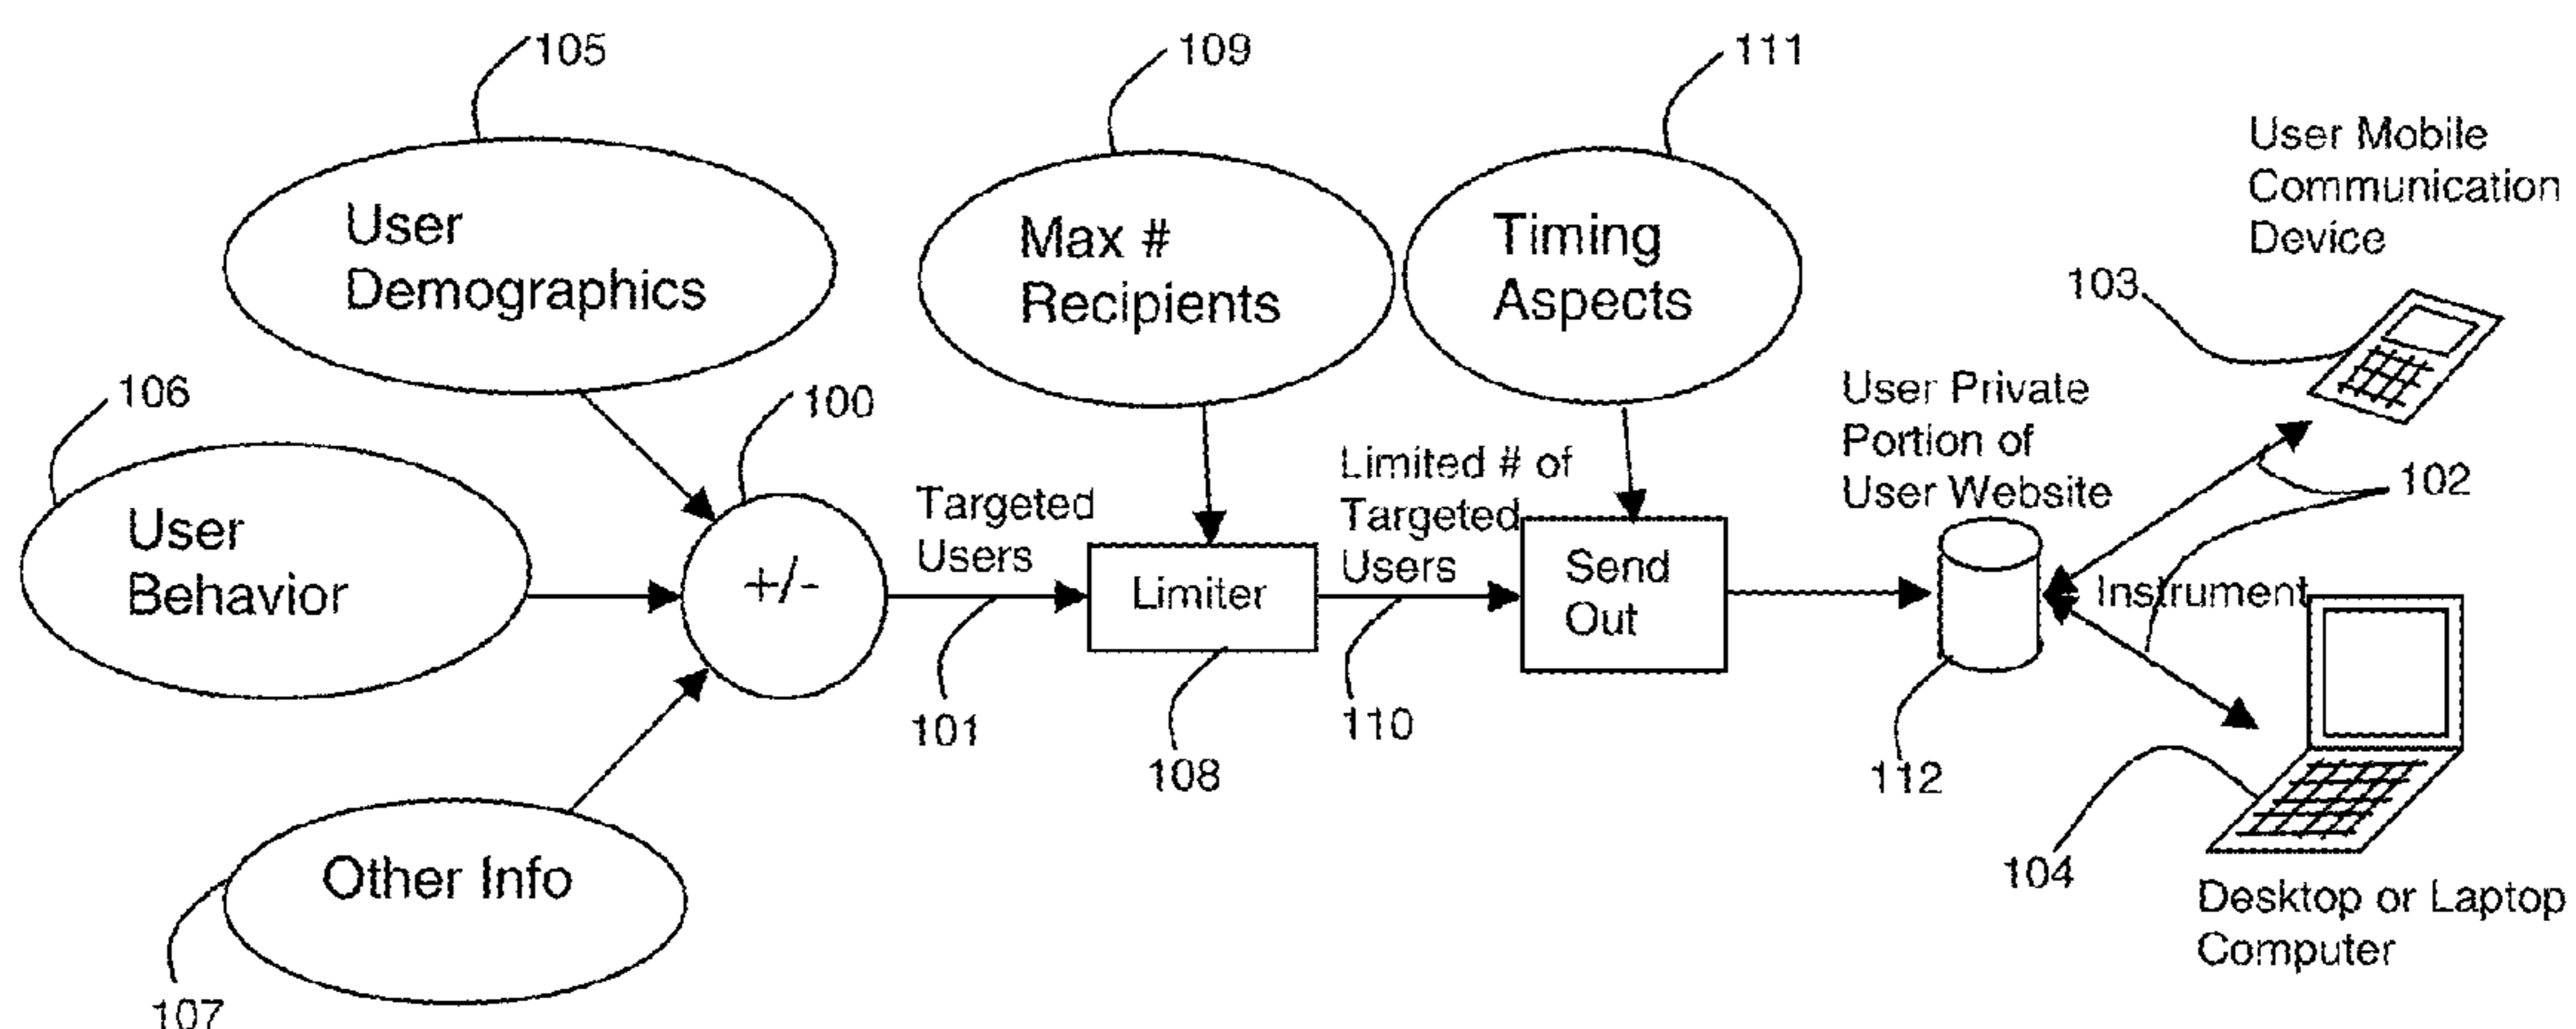 105
109
111
User Mobile
Communication
Device
User
Demographics
Max #
Recipients
Timing
Aspects
103
106
100
User Private
Portion of
User Website
Limited # of
Targeted
Users
102
Targeted
Users
User
Behavior
+/-
Limiter
Send
Out
Instrument
101
110
108
112
104
Other Info
Desktop or Laptop
Computer
107